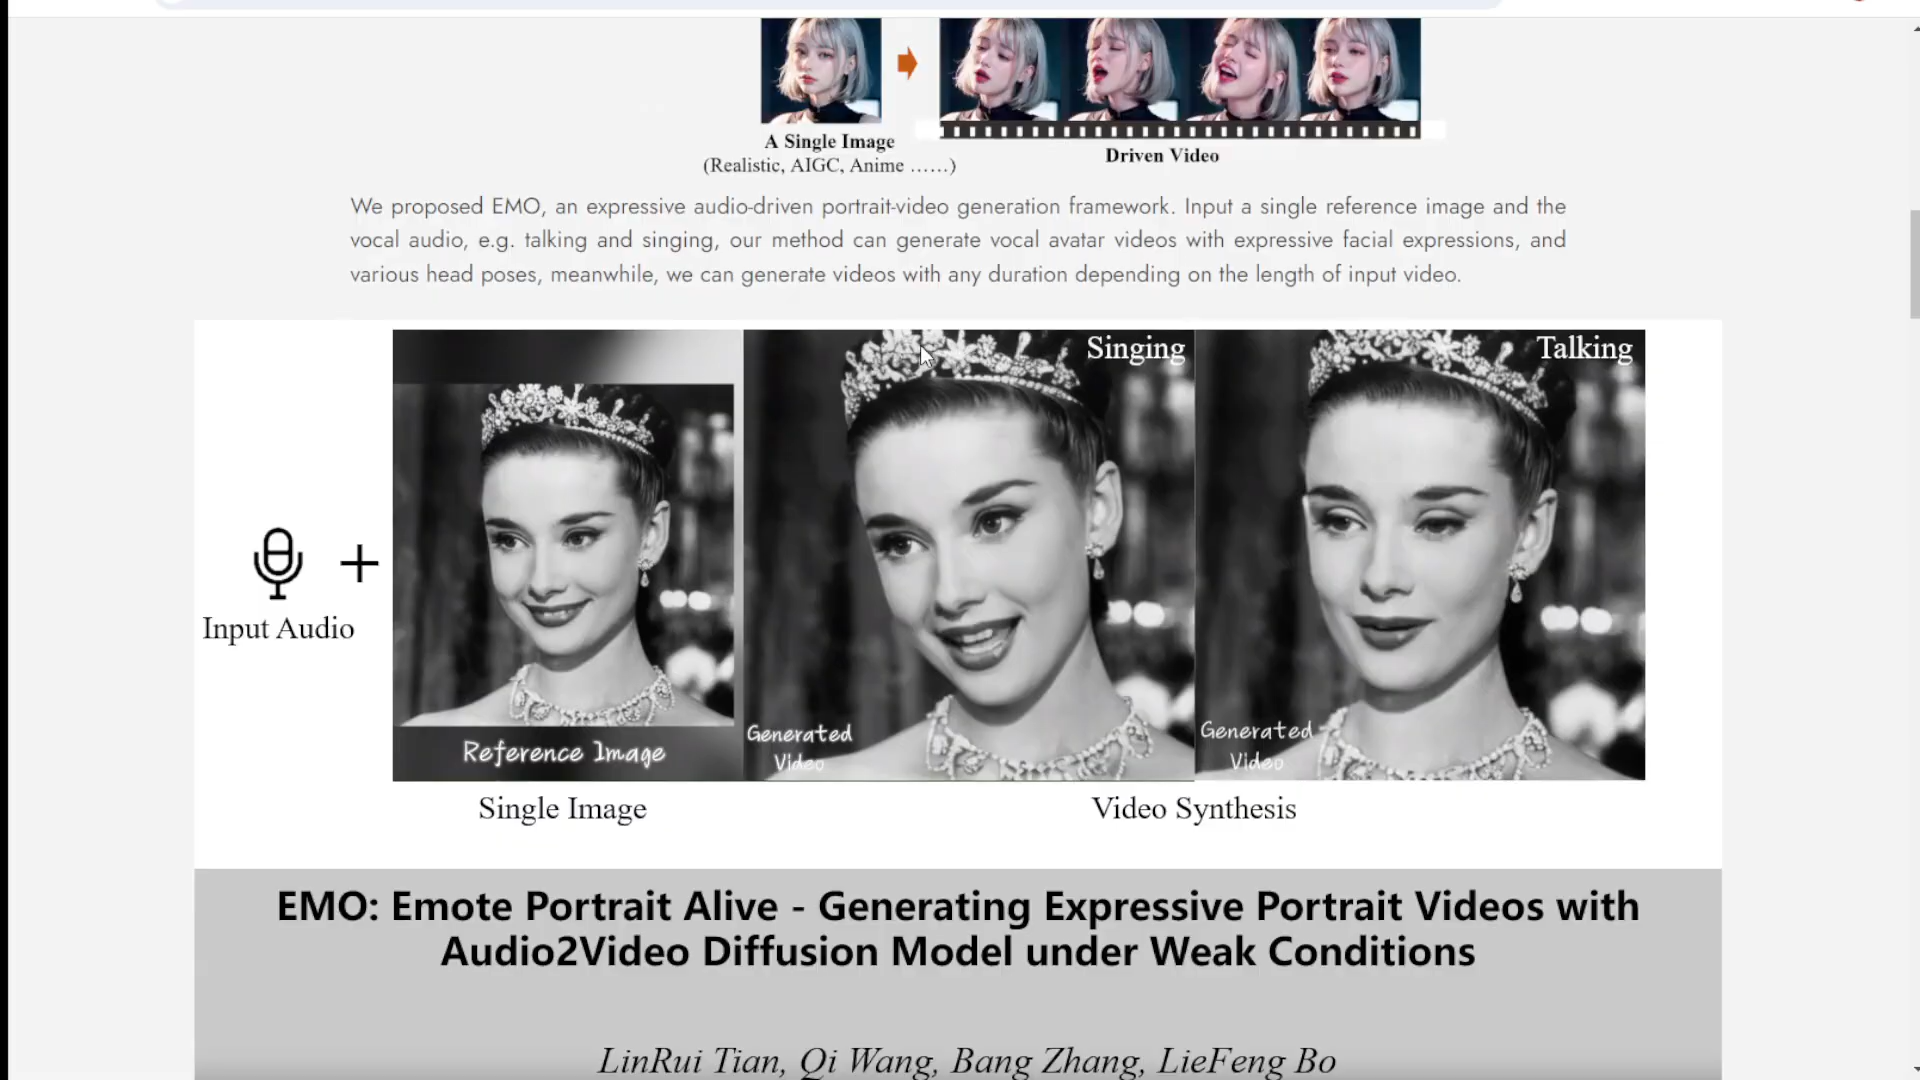 A Single Image
(Realistic, AIGC, Anime ......)
Driven Video
We proposed EMO, an expressive audio-driven portrait-video generation framework. Input a single reference image and the
vocal audio, e.g. talking and singing, our method can generate vocal avatar videos with expressive facial expressions, and
various head poses, meanwhile, we can generate videos with any duration depending on the length of input video.
Singing
Talking
Input Audio
+
Reference Image
Generated
Video
Generated
Video
Single Image
Video Synthesis
EMO: Emote Portrait Alive - Generating Expressive Portrait Videos with
Audio2Video Diffusion Model under Weak Conditions
LinRui Tian, Qi Wang, Bang Zhang, LieFeng Bo